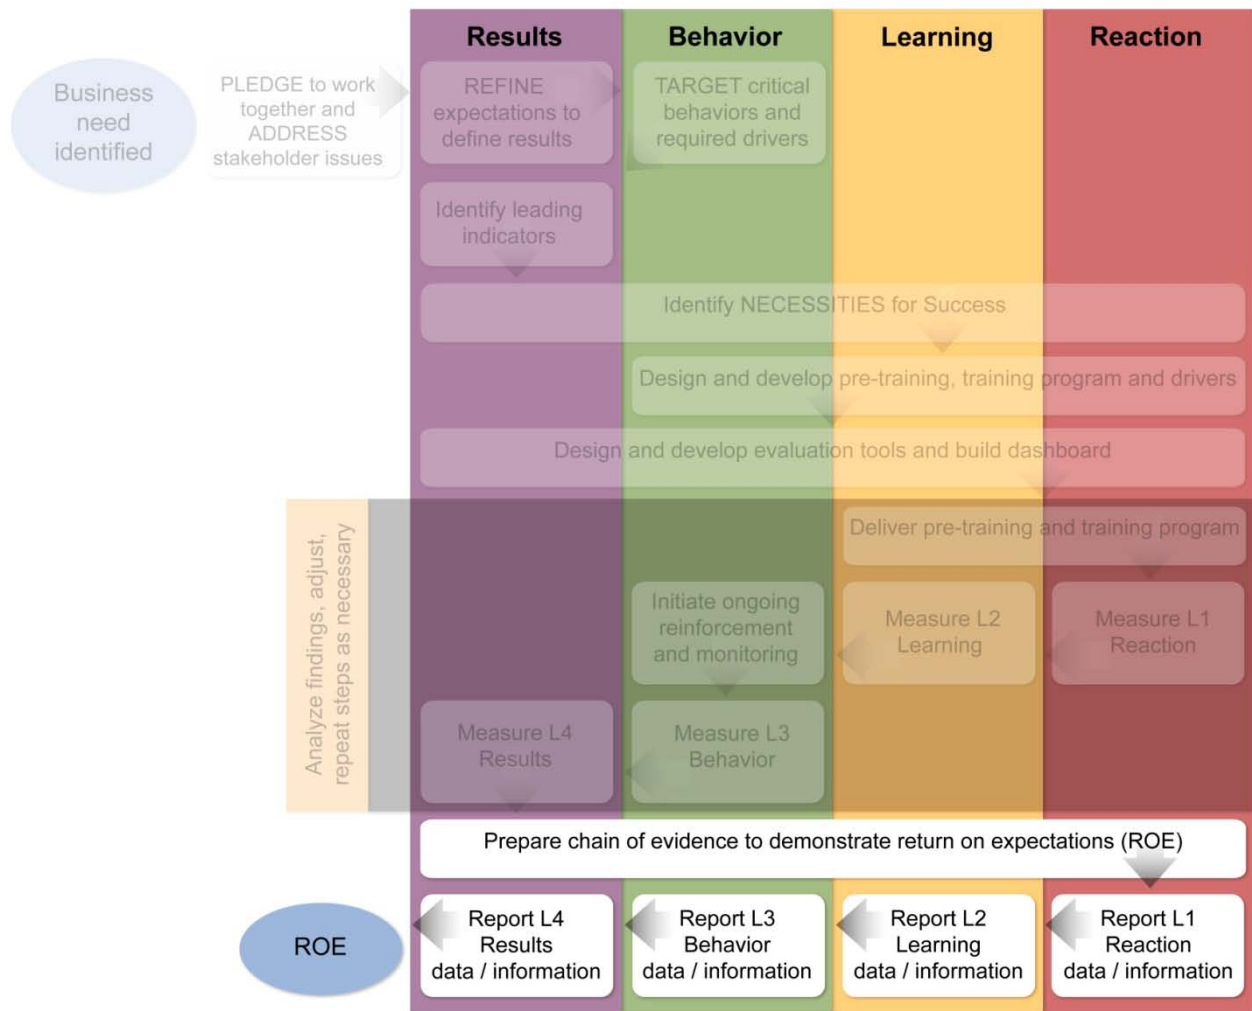 Results
Behavior
Learning
Reaction
Business
need
identified
PLEDGE to work
together and
ADDRESS
stakeholder issues
REFINE
expectations to
define results
TARGET critical
behaviors and
required drivers
Identify leading
indicators
Identify NECESSITIES for Success
Design and develop pre-training, training program and drivers
Design and develop evaluation tools and build dashboard
Analyze findings, adjust,
repeat steps as necessary
Deliver pre-training and training program
Initiate ongoing
reinforcement
and monitoring
Measure L2
Learning
Measure L1
Reaction
Measure L4
Results
Measure L3
Behavior
Prepare chain of evidence to demonstrate return on expectations (ROE)
ROE
Report L4
Results
data / information
Report L3
Behavior
data / information
Report L2
Learning
data / information
Report L1
Reaction
data / information